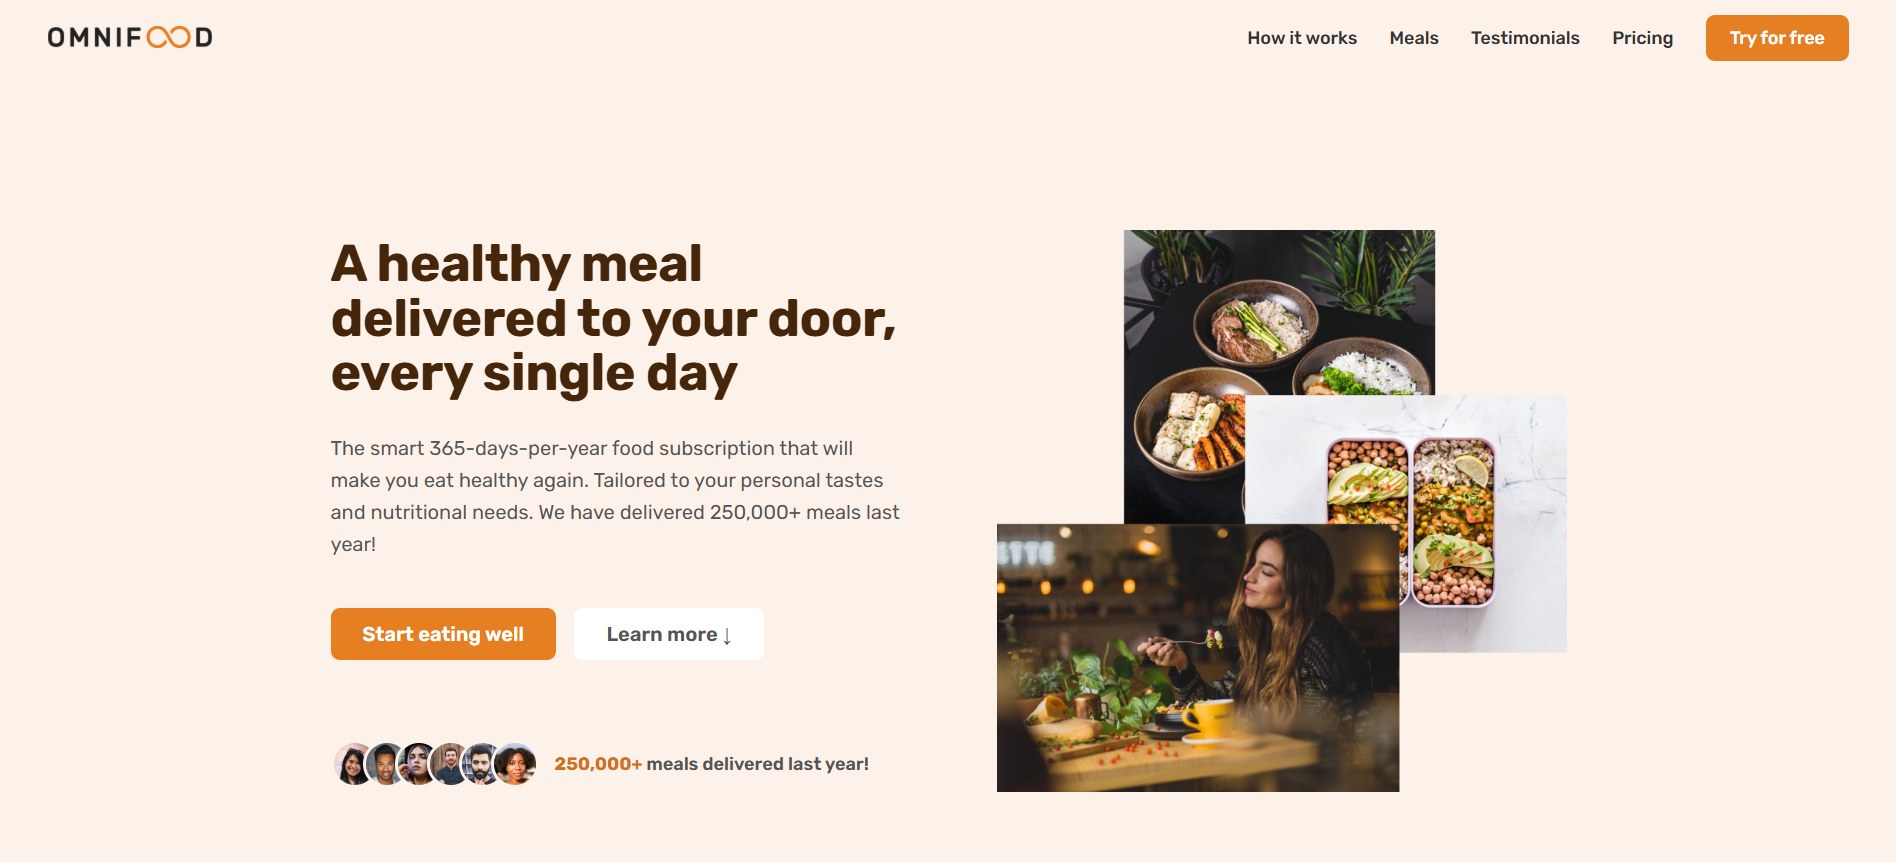 OMNIFOOD
How it works
Meals
Testimonials
Pricing
Try for free
A healthy meal
delivered to your door,
every single day
The smart 365-days-per-year food subscription that will
make you eat healthy again. Tailored to your personal tastes
and nutritional needs. We have delivered 250,000+ meals last
year!
Start eating well
Learn more ↓
250,000+ meals delivered last year!